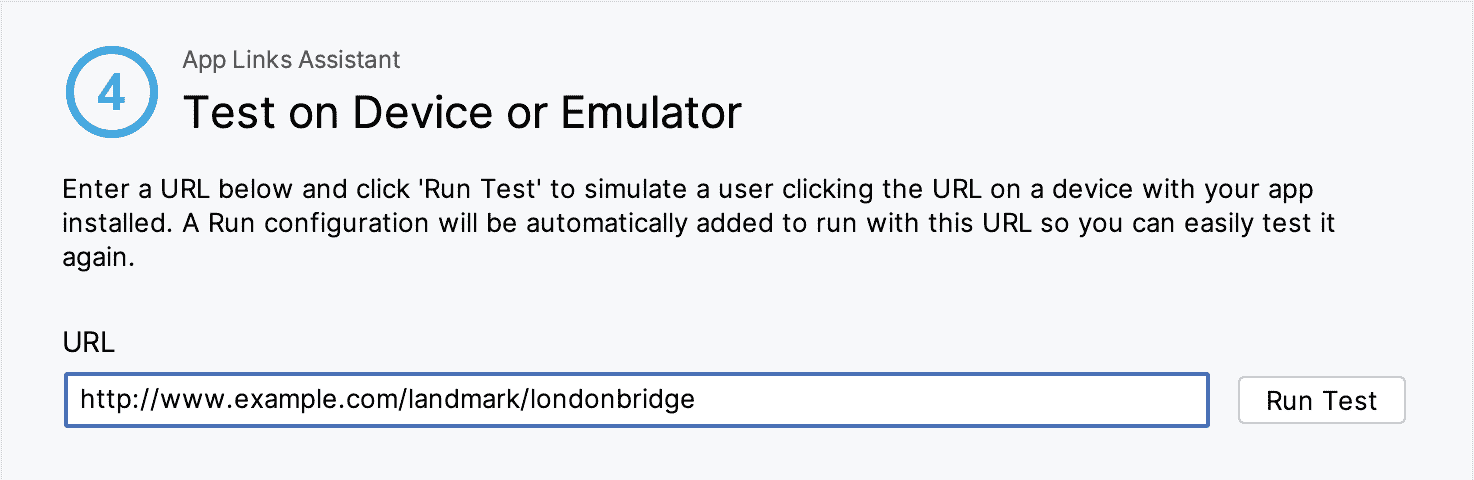 4
App Links Assistant
Test on Device or Emulator
Enter a URL below and click 'Run Test' to simulate a user clicking the URL on a device with your app
installed. A Run configuration will be automatically added to run with this URL so you can easily test it
again.
URL
http://www.example.com/landmark/londonbridge
Run Test